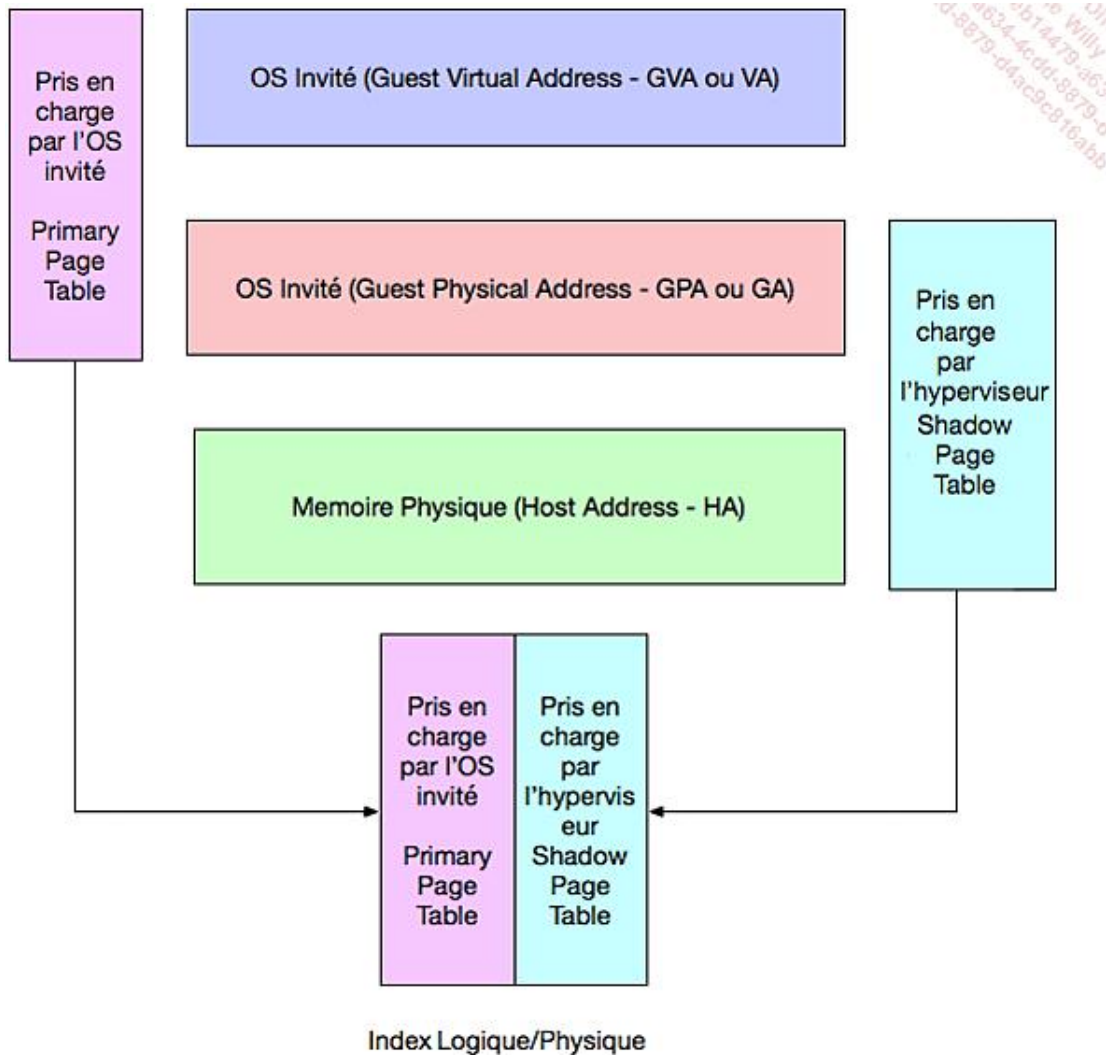 Pris en
charge
par l'OS
invité
Primary
Page
Table
OS Invité (Guest Virtual Address - GVA ou VA)
OS Invité (Guest Physical Address - GPA ou GA)
Pris en
charge
par
l'hyperviseur
Shadow
Page
Table
Memoire Physique (Host Address - HA)
Pris en
charge
par l'OS
invité
Primary
Page
Table
Pris en
charge
par
l'hypervis
eur
Shadow
Page
Table
Index Logique/Physique